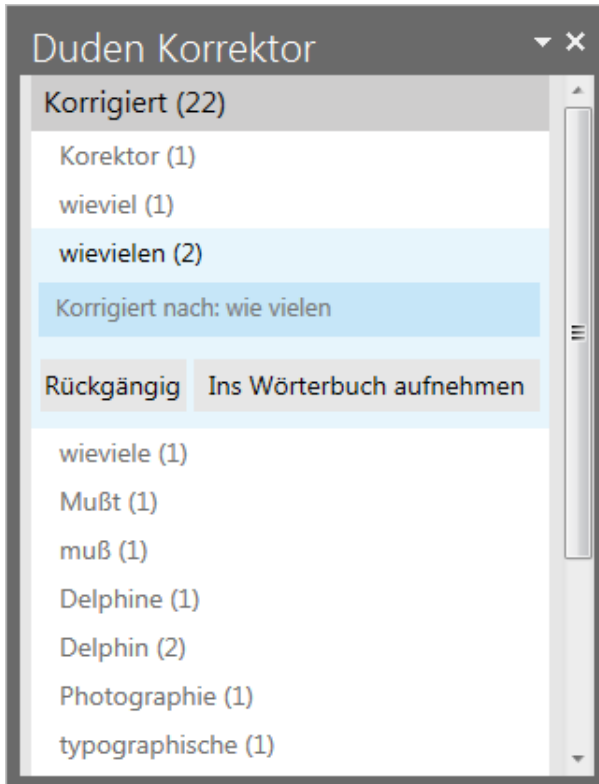 Duden Korrektor
Korrigiert (22)
Korektor (1)
wieviel (1)
wievielen (2)
Korrigiert nach: wie vielen
Rückgängig Ins Wörterbuch aufnehmen
wieviele (1)
Mußt (1)
muß (1)
Delphine (1)
Delphin (2)
Photographie (1)
typographische (1)